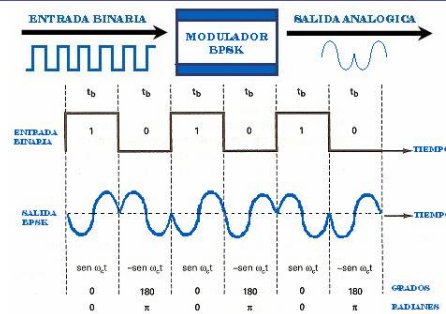 ENTRADA BINARIA
MODULADOR
BPSK
SALIDA ANALOGICA
tb tb tb tb tb tb
ENTRADA
BINARIA
1 0 1 0 1 0
TIEMPO
SALIDA
BPSK
TIEMPO
sen ωct -sen ωct sen ωct -sen ωct sen ωct -sen ωct
0 180 0 180 0 180 GRADOS
0 π 0 π 0 π RADIANES